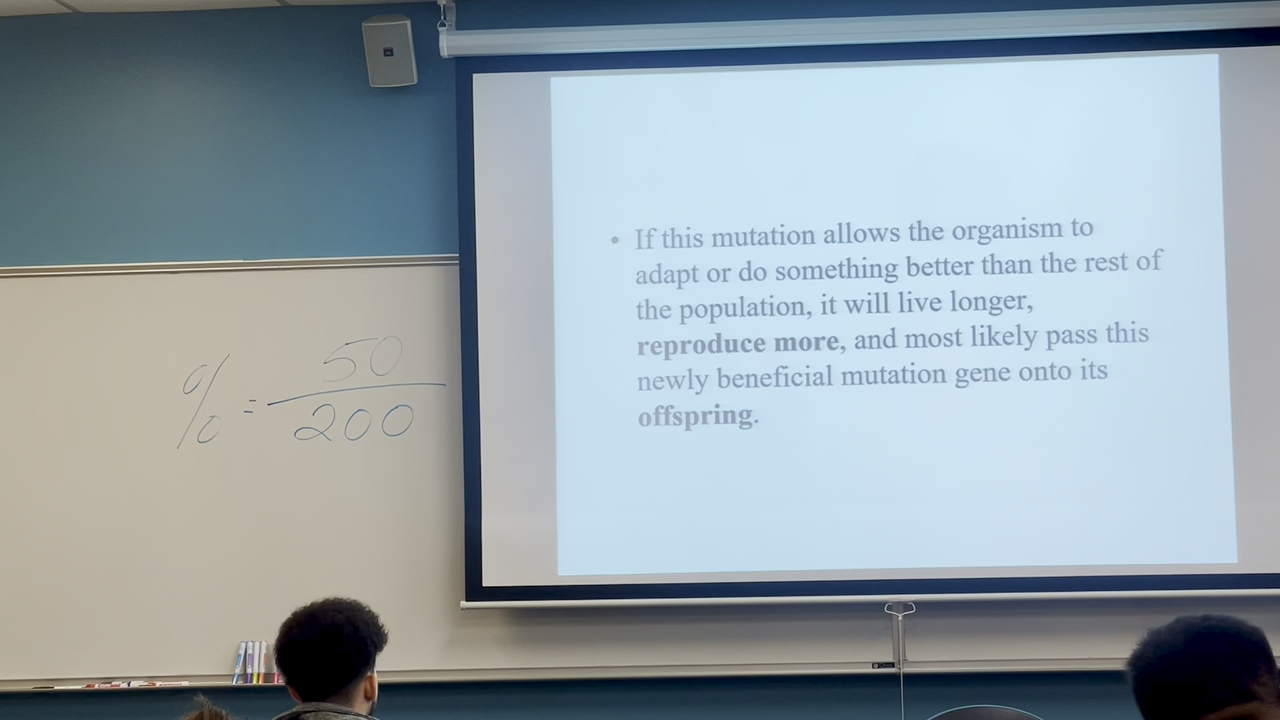 % = 50
200
• If this mutation allows the organism to
adapt or do something better than the rest of
the population, it will live longer,
reproduce more, and most likely pass this
newly beneficial mutation gene onto its
offspring.